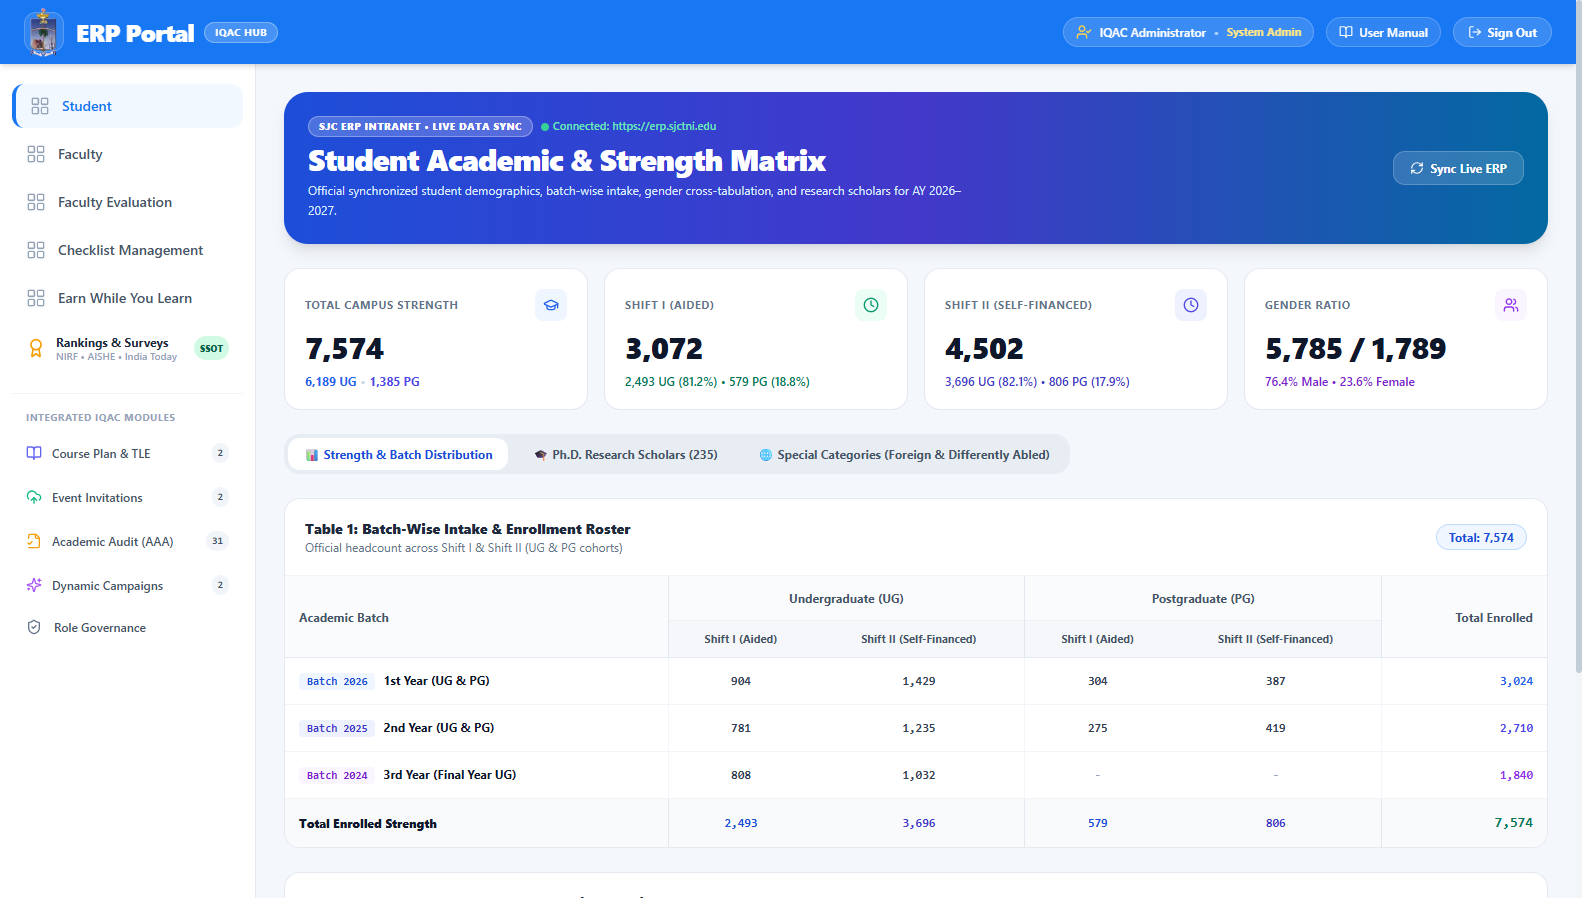 ERP Portal IQAC HUB
IQAC Administrator • System Admin
User Manual
Sign Out
Student
Faculty
Faculty Evaluation
Checklist Management
Earn While You Learn
Rankings & Surveys
NIRF • AISHE • India Today
SSOT
INTEGRATED IQAC MODULES
Course Plan & TLE 2
Event Invitations 2
Academic Audit (AAA) 31
Dynamic Campaigns 2
Role Governance
SJC ERP INTRANET • LIVE DATA SYNC
Connected: https://erp.sjctni.edu
Student Academic & Strength Matrix
Official synchronized student demographics, batch-wise intake, gender cross-tabulation, and research scholars for AY 2026–
2027.
Sync Live ERP
TOTAL CAMPUS STRENGTH
7,574
6,189 UG • 1,385 PG
SHIFT I (AIDED)
3,072
2,493 UG (81.2%) • 579 PG (18.8%)
SHIFT II (SELF-FINANCED)
4,502
3,696 UG (82.1%) • 806 PG (17.9%)
GENDER RATIO
5,785 / 1,789
76.4% Male • 23.6% Female
Strength & Batch Distribution
Ph.D. Research Scholars (235)
Special Categories (Foreign & Differently Abled)
Table 1: Batch-Wise Intake & Enrollment Roster
Official headcount across Shift I & Shift II (UG & PG cohorts)
Total: 7,574
Academic Batch Undergraduate (UG) Postgraduate (PG) Total Enrolled
Shift I (Aided) Shift II (Self-Financed) Shift I (Aided) Shift II (Self-Financed)
Batch 2026 1st Year (UG & PG) 904 1,429 304 387 3,024
Batch 2025 2nd Year (UG & PG) 781 1,235 275 419 2,710
Batch 2024 3rd Year (Final Year UG) 808 1,032 - - 1,840
Total Enrolled Strength 2,493 3,696 579 806 7,574